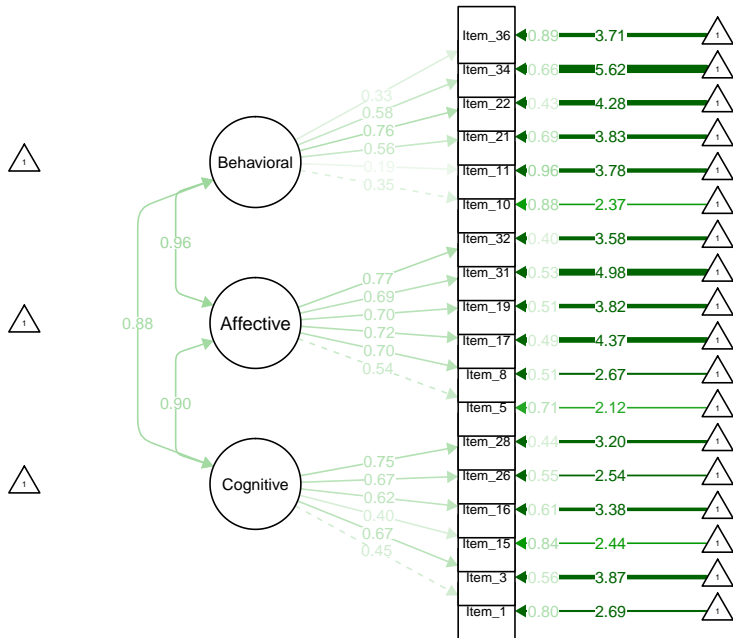 Item_36 0.89 3.71 1
Item_34 0.66 5.62 1
0.33
0.58
Item_22 0.43 4.28 1
0.76
Item_21 0.69 3.83 1
0.56
1 Behavioral
0.19
Item_11 0.96 3.78 1
0.35
Item_10 0.88 2.37 1
0.96
Item_32 0.40 3.58 1
0.77
Item_31 0.53 4.98 1
0.69
0.70
Item_19 0.51 3.82 1
1 0.88 Affective
0.72
Item_17 0.49 4.37 1
0.70
0.54
Item_8 0.51 2.67 1
0.90
Item_5 0.71 2.12 1
Item_28 0.44 3.20 1
0.75
0.67
Item_26 0.55 2.54 1
1 Cognitive
0.62
Item_16 0.61 3.38 1
0.40
0.67
Item_15 0.84 2.44 1
0.45
Item_3 0.56 3.87 1
Item_1 0.80 2.69 1